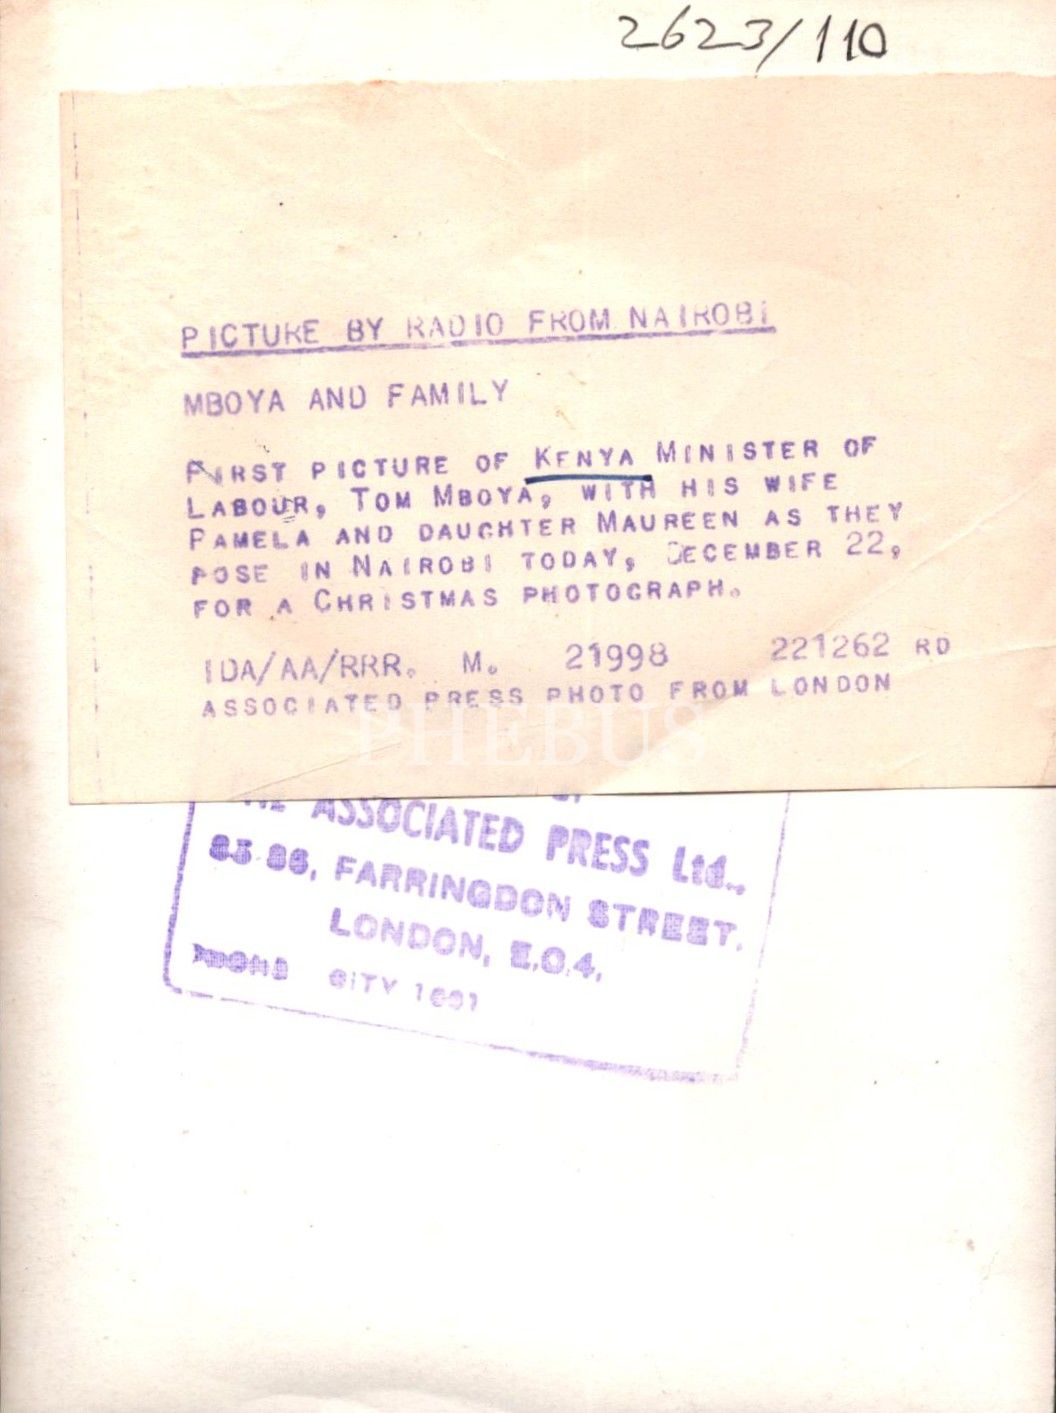 2623/110
PICTURE BY RADIO FROM NAIROBI
MBOYA AND FAMILY
FIRST PICTURE OF KENYA MINISTER OF
LABOUR, TOM MBOYA, WITH HIS WIFE
PAMELA AND DAUGHTER MAUREEN AS THEY
POSE IN NAIROBI TODAY, DECEMBER 22,
FOR A CHRISTMAS PHOTOGRAPH.
IDA/AA/RRR. M. 21998 221262 RD
ASSOCIATED PRESS PHOTO FROM LONDON
PHEBUS
ASSOCIATED PRESS Ltd.,
FARRINGDON STREET.
LONDON, E.C.4,
CITY